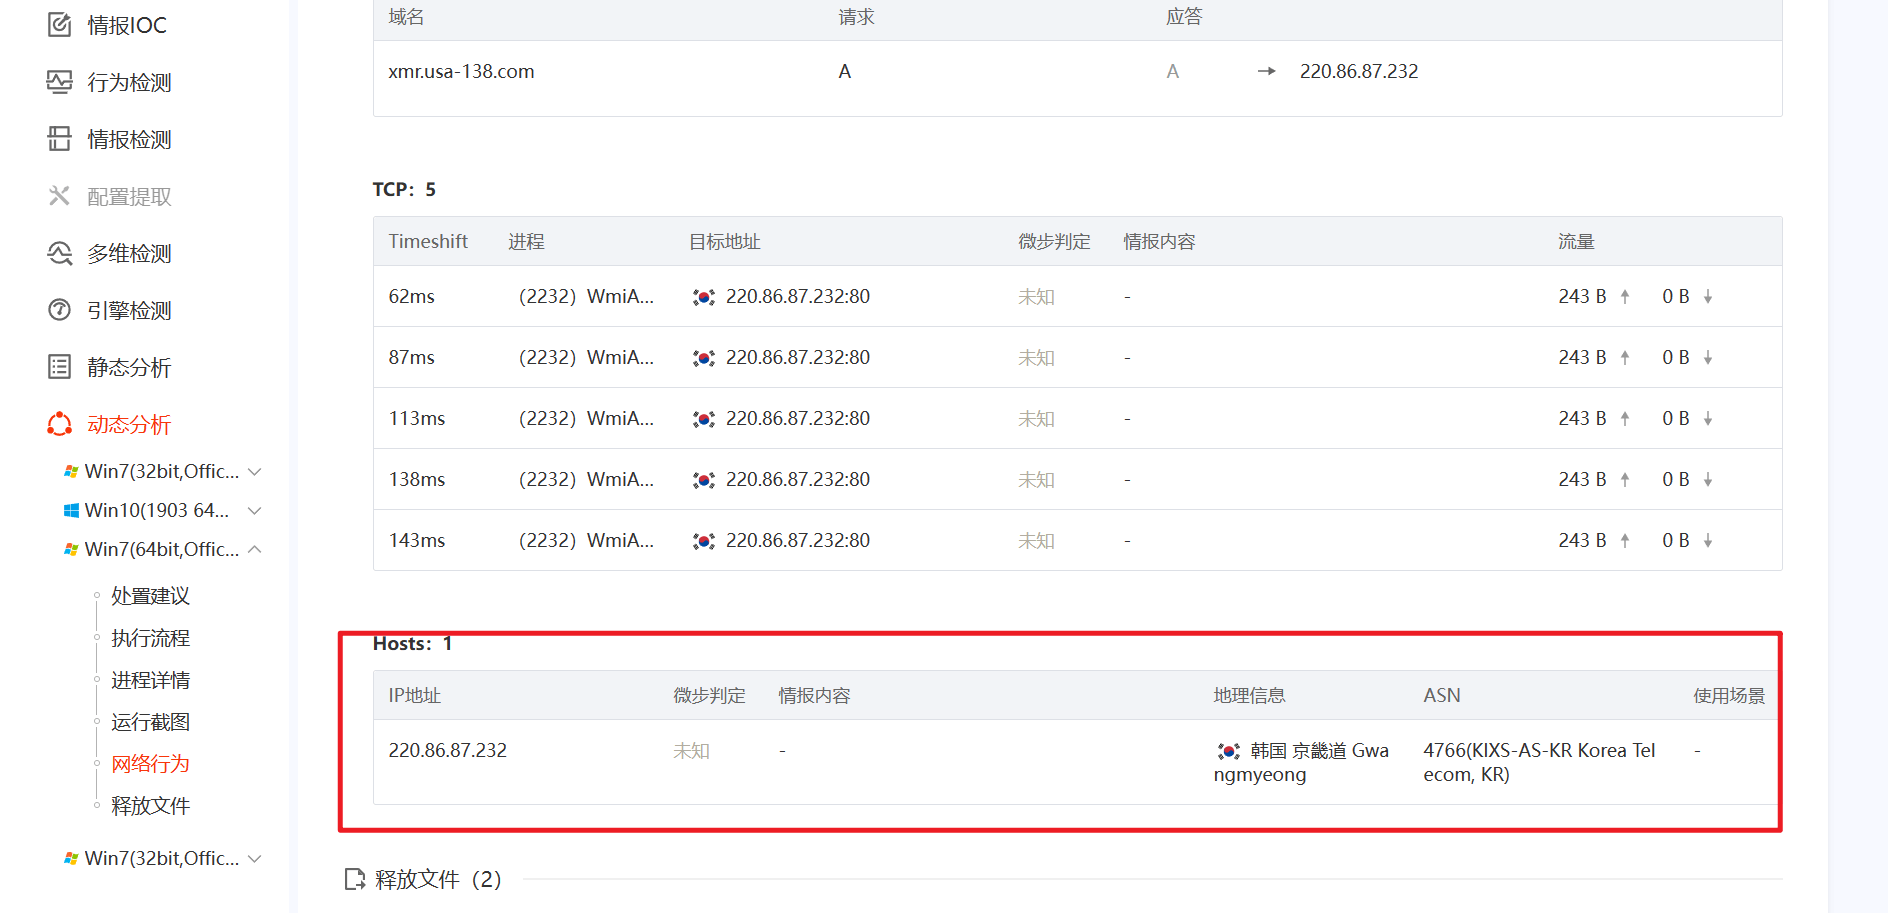 情报IOC
行为检测
情报检测
配置提取
多维检测
引擎检测
静态分析
动态分析
Win7(32bit,Offic...
Win10(1903 64...
Win7(64bit,Offic...
处置建议
执行流程
进程详情
运行截图
网络行为
释放文件
Win7(32bit,Offic...
域名 请求 应答
xmr.usa-138.com A A → 220.86.87.232
TCP：5
Timeshift 进程 目标地址 微步判定 情报内容 流量
62ms （2232）WmiA... 220.86.87.232:80 未知 - 243 B ↑ 0 B ↓
87ms （2232）WmiA... 220.86.87.232:80 未知 - 243 B ↑ 0 B ↓
113ms （2232）WmiA... 220.86.87.232:80 未知 - 243 B ↑ 0 B ↓
138ms （2232）WmiA... 220.86.87.232:80 未知 - 243 B ↑ 0 B ↓
143ms （2232）WmiA... 220.86.87.232:80 未知 - 243 B ↑ 0 B ↓
Hosts：1
IP地址 微步判定 情报内容 地理信息 ASN 使用场景
220.86.87.232 未知 - 韩国 京畿道 Gwa 4766(KIXS-AS-KR Korea Tel -
ngmyeong ecom, KR)
释放文件（2）